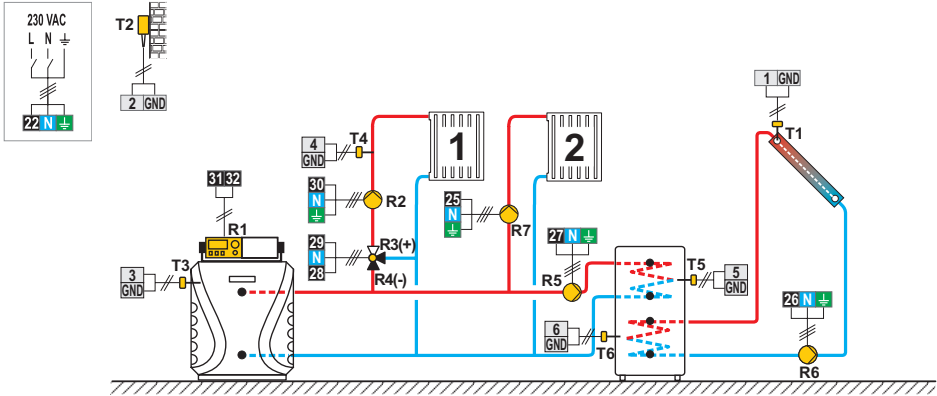 230 VAC
L N
22 N
T2
2 GND
1 GND
T1
4
GND
T4
1
2
31 32
30
N
R2
25
N
R7
R1
29
N
28
R3(+)
R4(-)
27 N
R5
3
GND
T3
T5
5
GND
6
GND
T6
26 N
R6